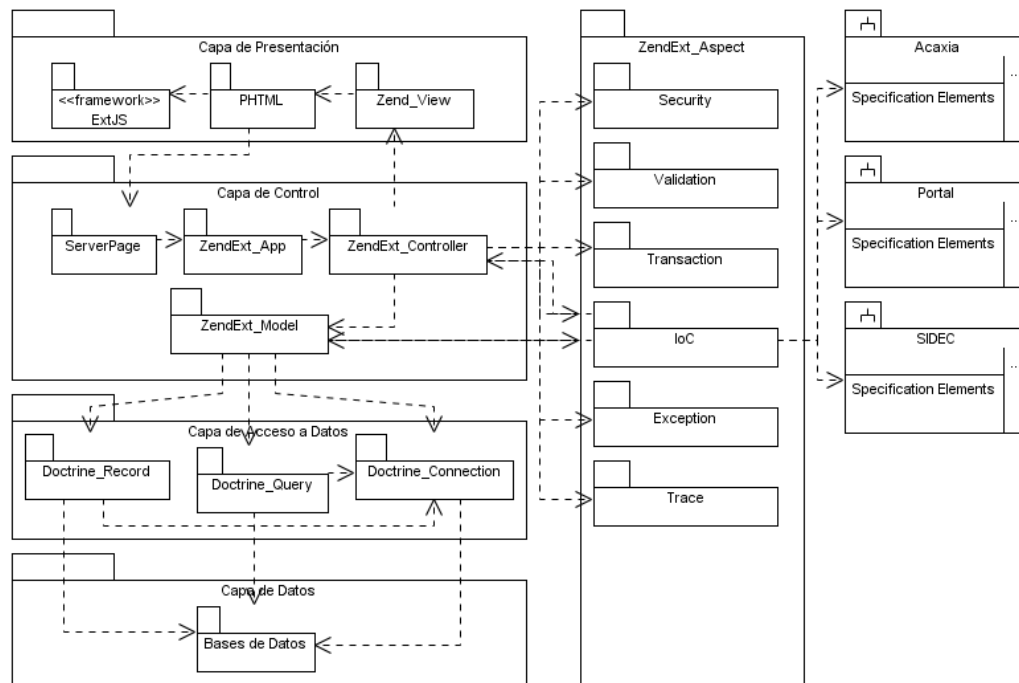 Capa de Presentación
<<framework>>
ExtJS
PHTML
Zend_View
Capa de Control
ServerPage
ZendExt_App
ZendExt_Controller
ZendExt_Model
Capa de Acceso a Datos
Doctrine_Record
Doctrine_Query
Doctrine_Connection
Capa de Datos
Bases de Datos
ZendExt_Aspect
Security
Validation
Transaction
IoC
Exception
Trace
Acaxia
...
Specification Elements
Portal
...
Specification Elements
SIDEC
...
Specification Elements